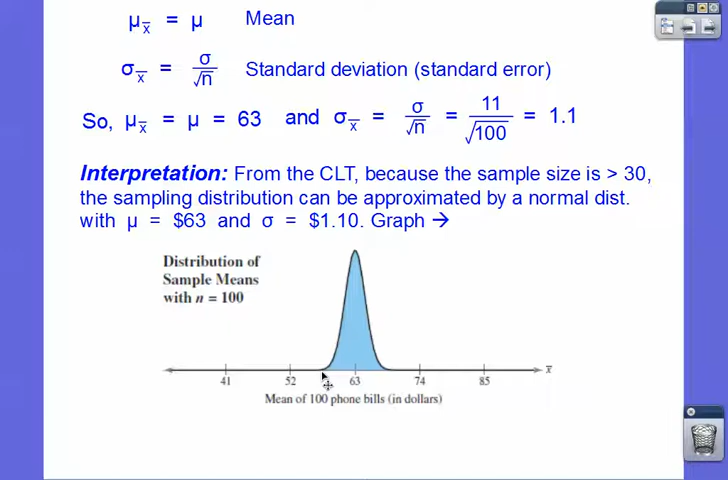 μx̅ = μ Mean
σx̅ = σ/√n Standard deviation (standard error)
So, μx̅ = μ = 63 and σx̅ = σ/√n = 11/√100 = 1.1
Interpretation: From the CLT, because the sample size is > 30,
the sampling distribution can be approximated by a normal dist.
with μ = $63 and σ = $1.10. Graph →
Distribution of
Sample Means
with n = 100
x̅
41 52 63 74 85
Mean of 100 phone bills (in dollars)